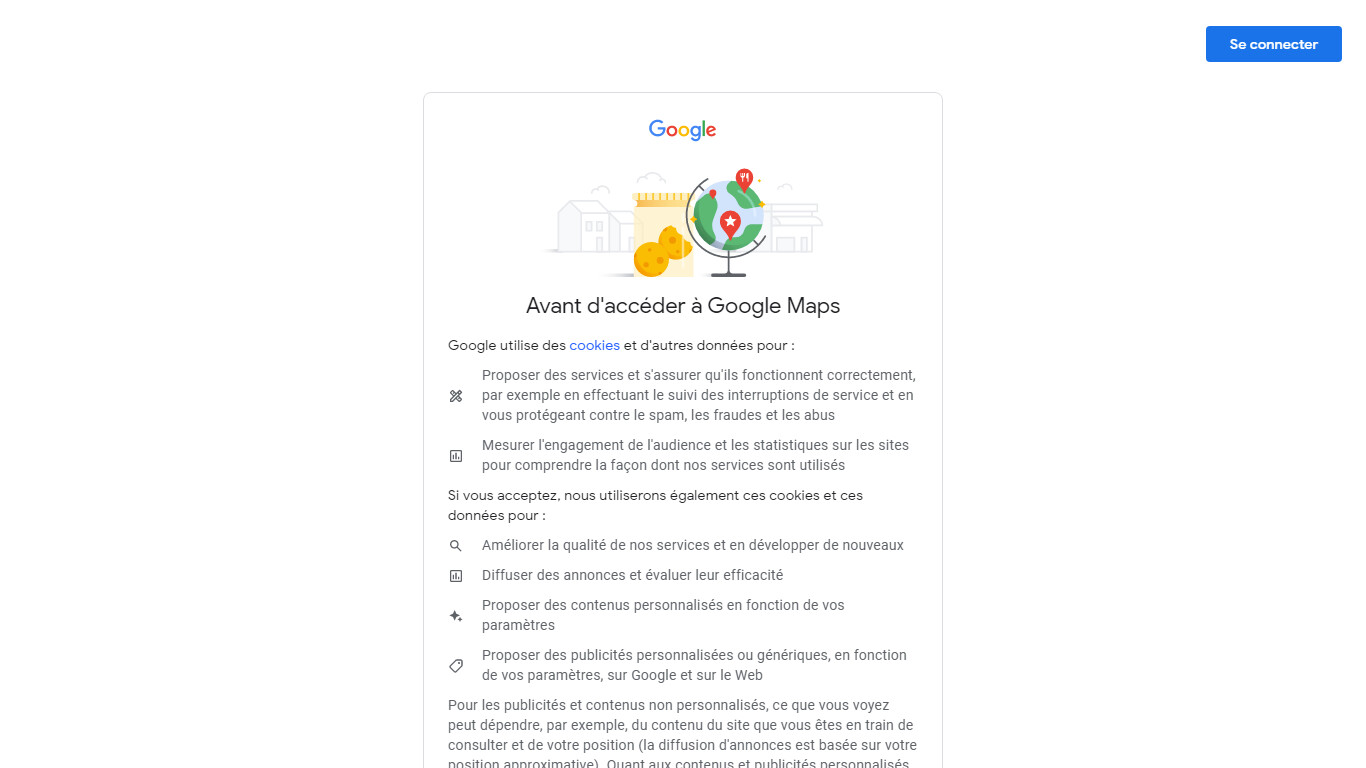 Se connecter
Google
Avant d'accéder à Google Maps
Google utilise des cookies et d'autres données pour :
Proposer des services et s'assurer qu'ils fonctionnent correctement,
par exemple en effectuant le suivi des interruptions de service et en
vous protégeant contre le spam, les fraudes et les abus
Mesurer l'engagement de l'audience et les statistiques sur les sites
pour comprendre la façon dont nos services sont utilisés
Si vous acceptez, nous utiliserons également ces cookies et ces
données pour :
Améliorer la qualité de nos services et en développer de nouveaux
Diffuser des annonces et évaluer leur efficacité
Proposer des contenus personnalisés en fonction de vos
paramètres
Proposer des publicités personnalisées ou génériques, en fonction
de vos paramètres, sur Google et sur le Web
Pour les publicités et contenus non personnalisés, ce que vous voyez
peut dépendre, par exemple, du contenu du site que vous êtes en train de
consulter et de votre position (la diffusion d'annonces est basée sur votre
position approximative). Quant aux contenus et publicités personnalisés,